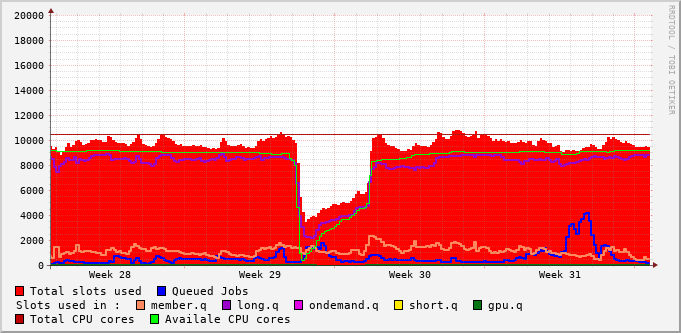 20000
18000
16000
14000
12000
10000
8000
6000
4000
2000
0
Week 28 Week 29 Week 30 Week 31
RRDTOOL / TOBI OETIKER
Total slots used Queued Jobs
Slots used in : member.q long.q ondemand.q short.q gpu.q
Total CPU cores Availale CPU cores